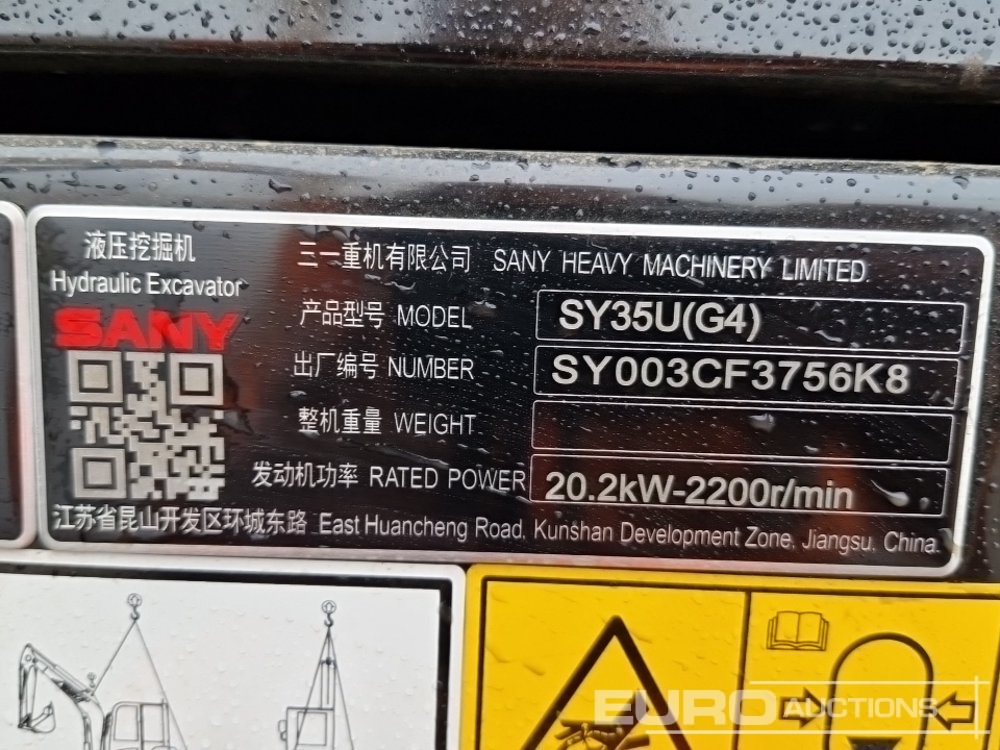 液压挖掘机
Hydraulic Excavator
SANY
三一重机有限公司 SANY HEAVY MACHINERY LIMITED
产品型号 MODEL SY35U(G4)
出厂编号 NUMBER SY003CF3756K8
整机重量 WEIGHT
发动机功率 RATED POWER 20.2kW-2200r/min
江苏省昆山开发区环城东路 East Huancheng Road, Kunshan Development Zone, Jiangsu, China.
EURO AUCTIONS